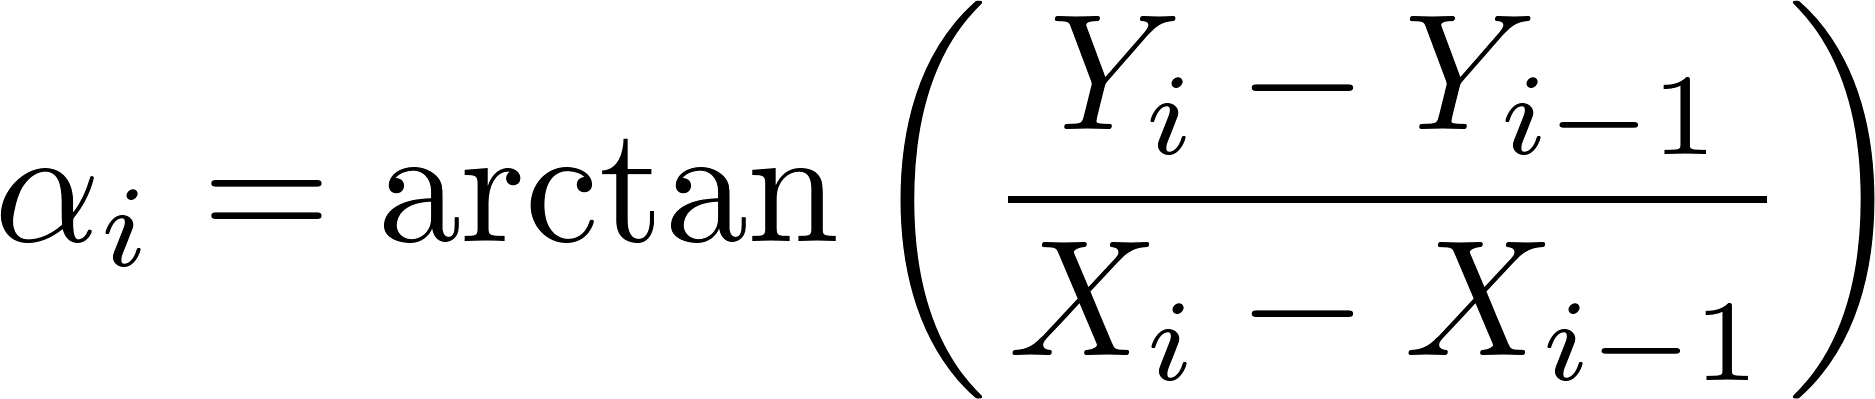 αᵢ = arctan ( (Yᵢ − Yᵢ₋₁) / (Xᵢ − Xᵢ₋₁) )